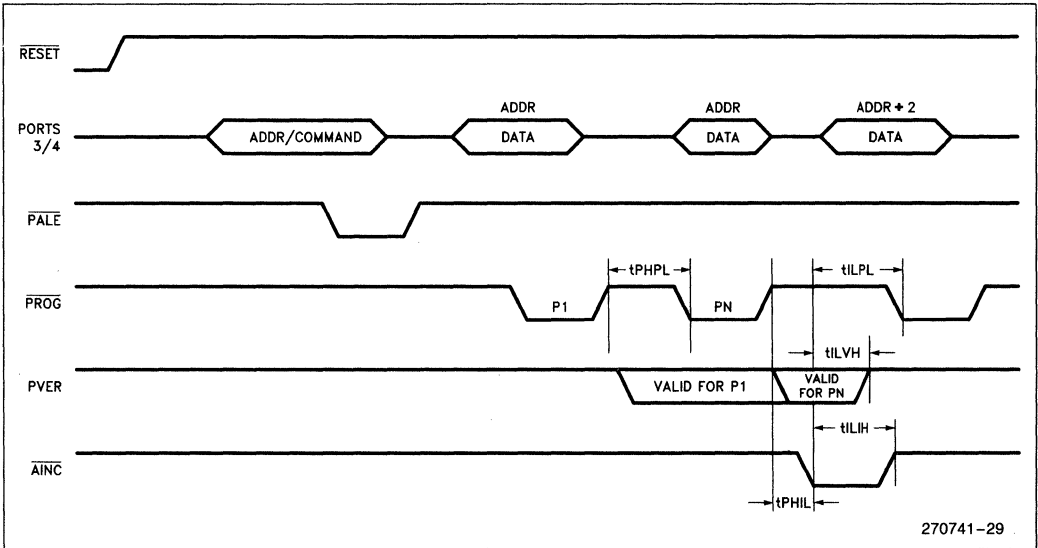 RESET
ADDR ADDR ADDR + 2
PORTS
3/4
ADDR/COMMAND DATA DATA DATA
PALE
tPHPL tILPL
PROG
P1 PN
tILVH
PVER
VALID FOR P1
VALID
FOR PN
tILIH
AINC
tPHIL
270741-29